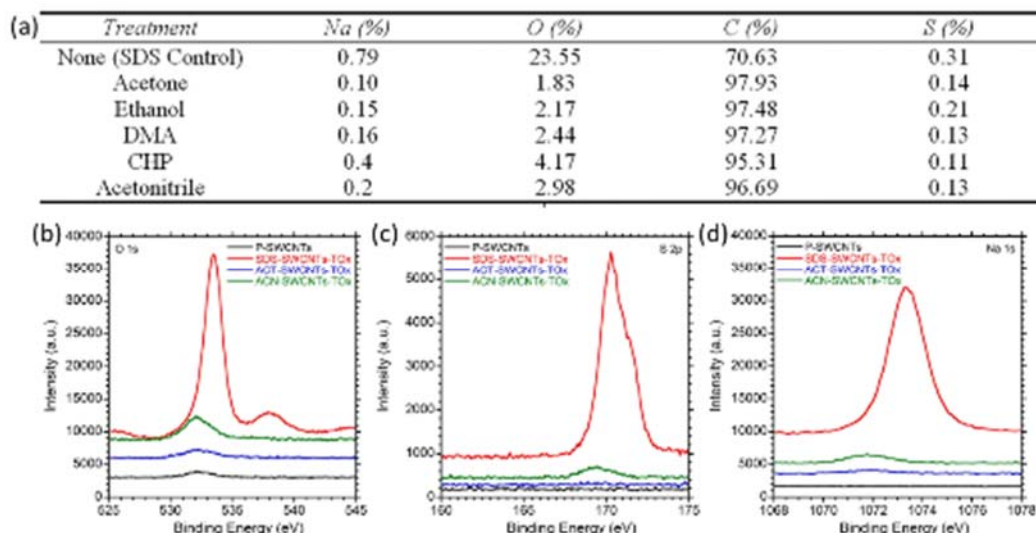 (a) Treatment Na (%) O (%) C (%) S (%)
None (SDS Control) 0.79 23.55 70.63 0.31
Acetone 0.10 1.83 97.93 0.14
Ethanol 0.15 2.17 97.48 0.21
DMA 0.16 2.44 97.27 0.13
CHP 0.4 4.17 95.31 0.11
Acetonitrile 0.2 2.98 96.69 0.13
(b)
O 1s
P-SWCNTs
SDS-SWCNTs-TOx
ACT-SWCNTs-TOx
ACN-SWCNTs-TOx
40000
35000
30000
25000
20000
15000
10000
5000
0
525 530 535 540 545
Intensity (a.u.)
Binding Energy (eV)
(c)
S 2p
P-SWCNTs
SDS-SWCNTs-TOx
ACT-SWCNTs-TOx
ACN-SWCNTs-TOx
6000
5000
4000
3000
2000
1000
0
160 165 170 175
Intensity (a.u.)
Binding Energy (eV)
(d)
Na 1s
P-SWCNTs
SDS-SWCNTs-TOx
ACT-SWCNTs-TOx
ACN-SWCNTs-TOx
40000
35000
30000
25000
20000
15000
10000
5000
0
1068 1070 1072 1074 1076 1078
Intensity (a.u.)
Binding Energy (eV)